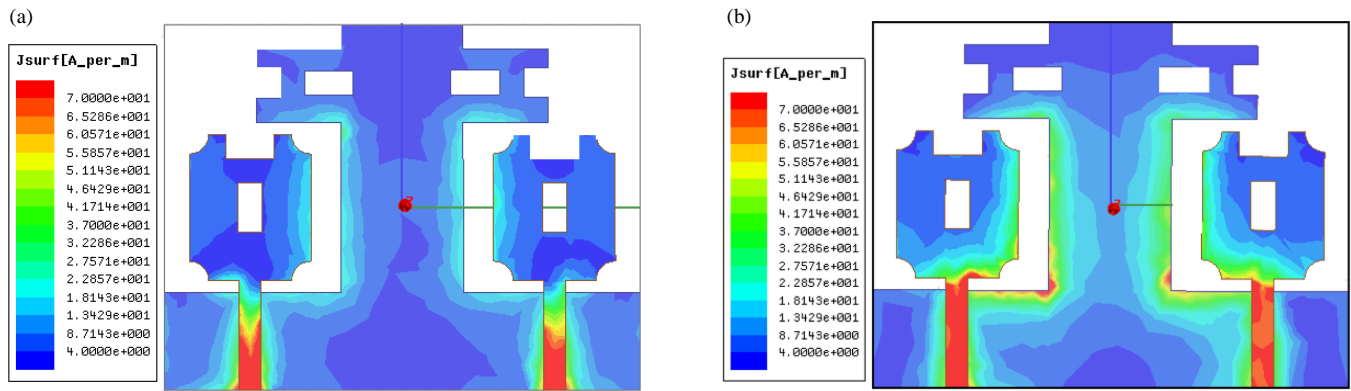 (a)
Jsurf[A_per_m]
7.0000e+001
6.5286e+001
6.0571e+001
5.5857e+001
5.1143e+001
4.6429e+001
4.1714e+001
3.7000e+001
3.2286e+001
2.7571e+001
2.2857e+001
1.8143e+001
1.3429e+001
8.7143e+000
4.0000e+000
(b)
Jsurf[A_per_m]
7.0000e+001
6.5286e+001
6.0571e+001
5.5857e+001
5.1143e+001
4.6429e+001
4.1714e+001
3.7000e+001
3.2286e+001
2.7571e+001
2.2857e+001
1.8143e+001
1.3429e+001
8.7143e+000
4.0000e+000